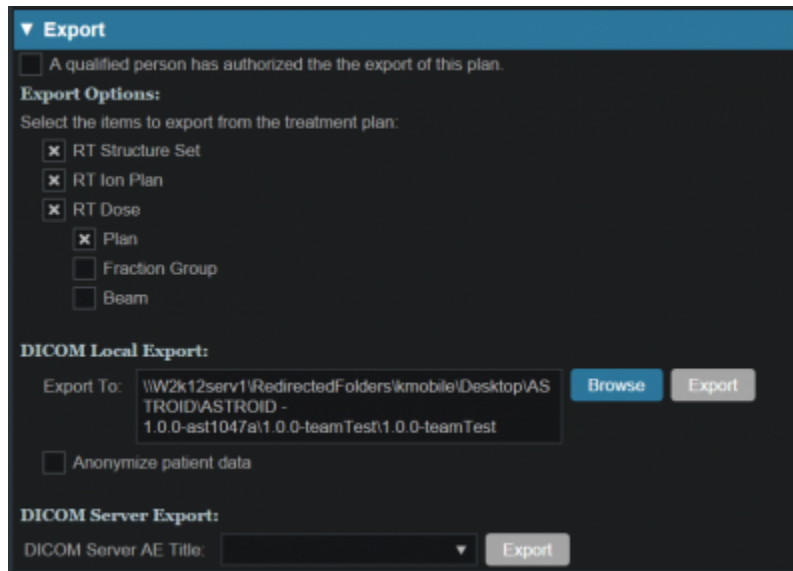 Export
A qualified person has authorized the the export of this plan.
Export Options:
Select the items to export from the treatment plan:
RT Structure Set
RT Ion Plan
RT Dose
Plan
Fraction Group
Beam
DICOM Local Export:
Export To: \\W2k12serv1\RedirectedFolders\kmobile\Desktop\AS Browse Export
TROID\ASTROID -
1.0.0-ast1047a\1.0.0-teamTest\1.0.0-teamTest
Anonymize patient data
DICOM Server Export:
DICOM Server AE Title: Export